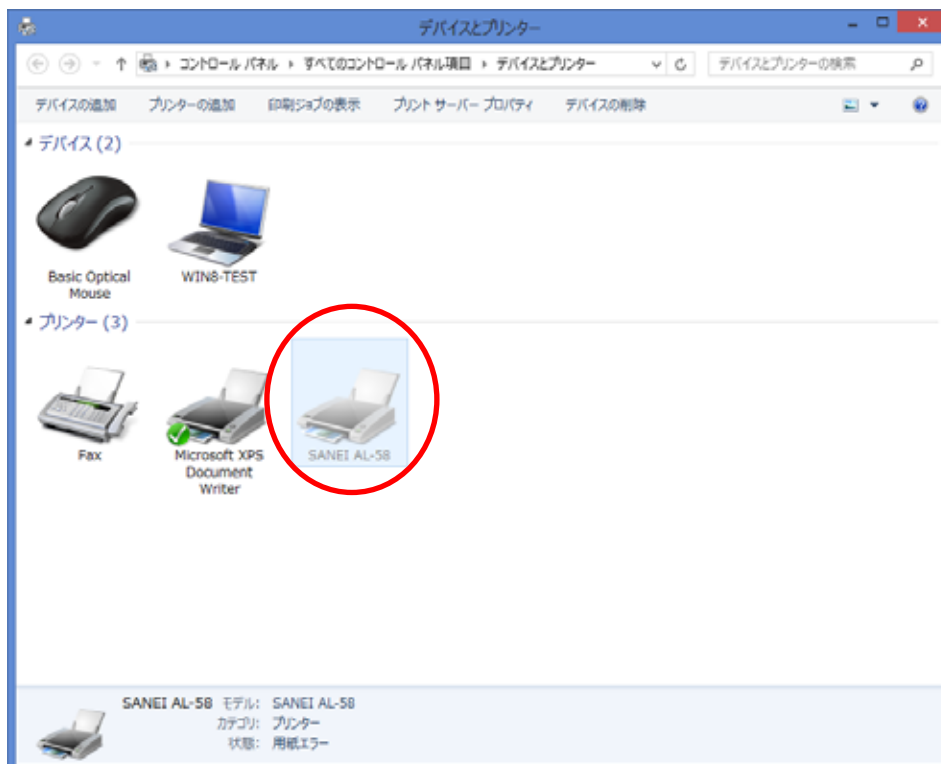 デバイスとプリンター
コントロール パネル ▸ すべてのコントロール パネル項目 ▸ デバイスとプリンター
デバイスとプリンターの検索
デバイスの追加 プリンターの追加 印刷ジョブの表示 プリント サーバー プロパティ デバイスの削除
デバイス (2)
Basic Optical
Mouse
WIN8-TEST
プリンター (3)
Fax
Microsoft XPS
Document
Writer
SANEI AL-58
SANEI AL-58 モデル: SANEI AL-58
カテゴリ: プリンター
状態: 用紙エラー